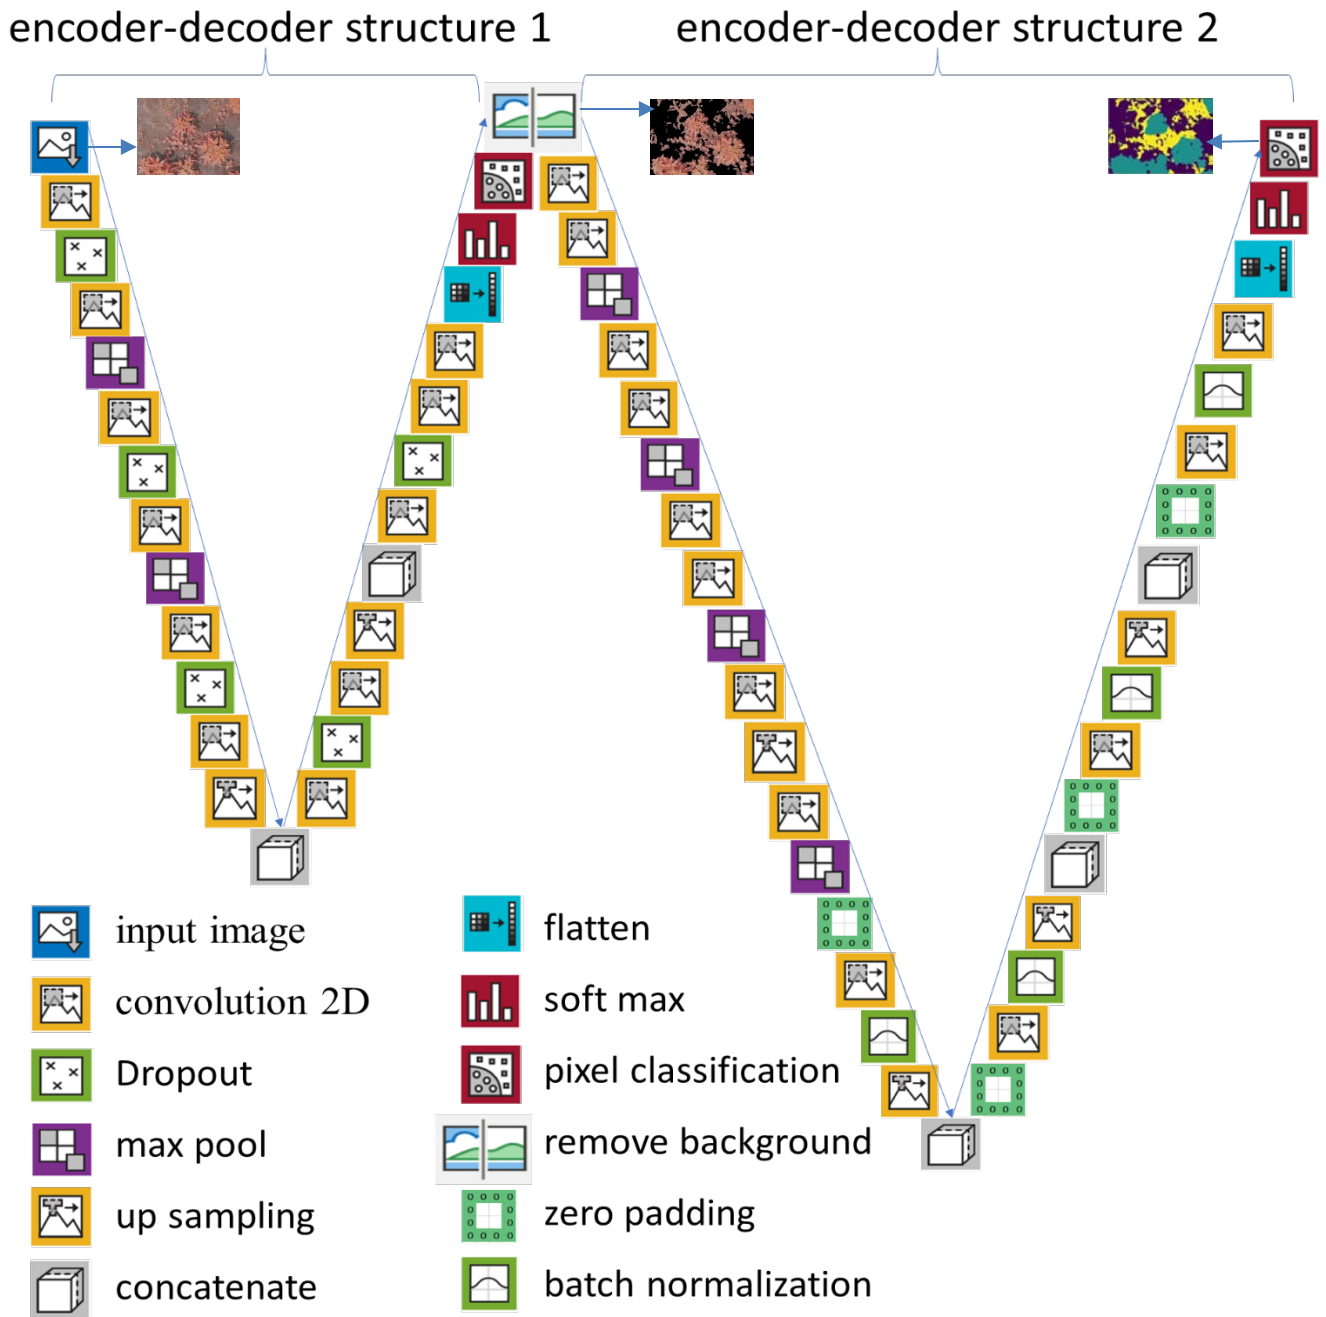 encoder-decoder structure 1
encoder-decoder structure 2
input image
convolution 2D
Dropout
max pool
up sampling
concatenate
flatten
soft max
pixel classification
remove background
zero padding
batch normalization